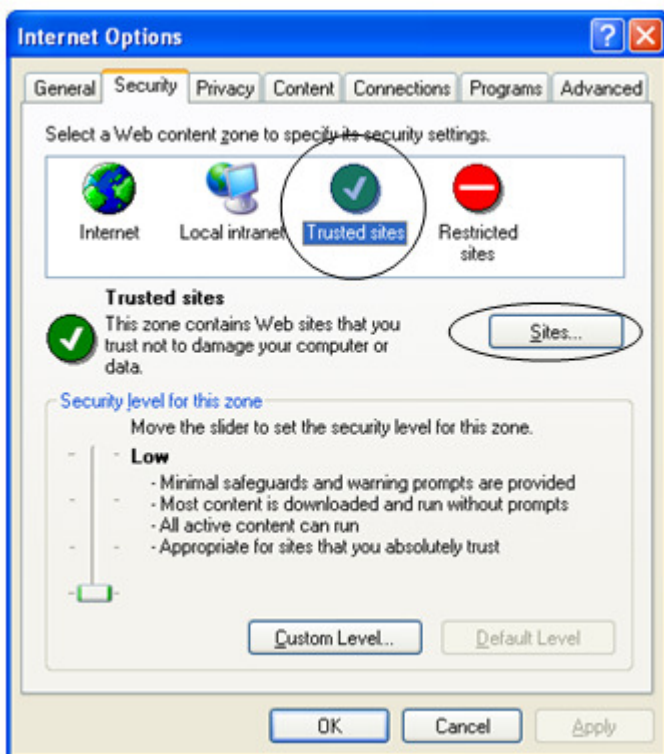 Internet Options
General Security Privacy Content Connections Programs Advanced
Select a Web content zone to specify its security settings.
Internet Local intranet Trusted sites Restricted
sites
Trusted sites
This zone contains Web sites that you
trust not to damage your computer or
data.
Sites...
Security level for this zone
Move the slider to set the security level for this zone.
Low
- Minimal safeguards and warning prompts are provided
- Most content is downloaded and run without prompts
- All active content can run
- Appropriate for sites that you absolutely trust
Custom Level... Default Level
OK Cancel Apply